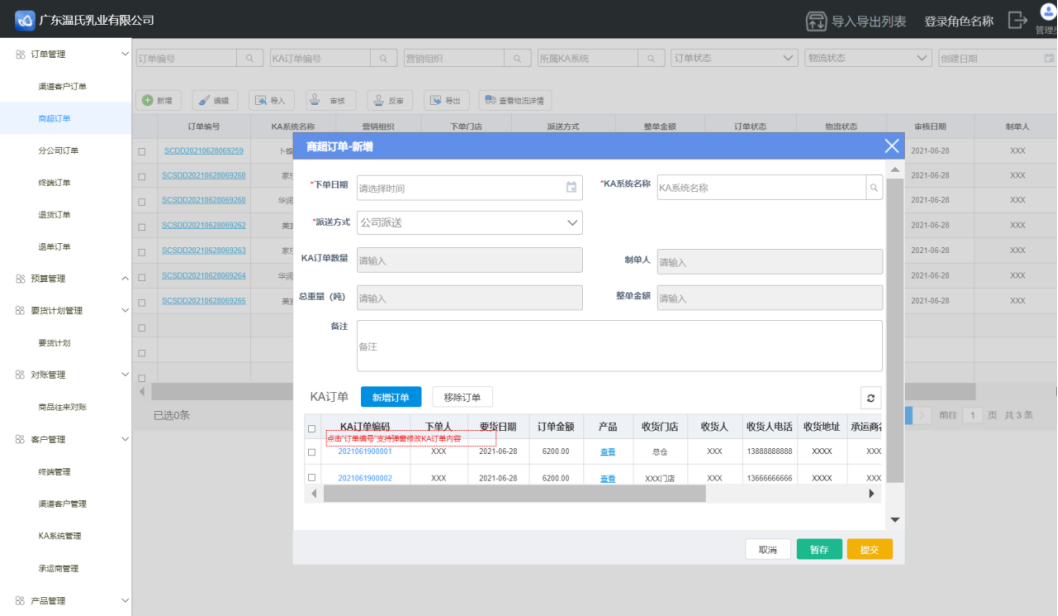 广东温氏乳业有限公司
导入导出列表
登录角色名称
订单管理
渠道客户订单
商超订单
分公司订单
终端订单
退货订单
退单订单
预算管理
要货计划管理
要货计划
对账管理
商品往来对账
客户管理
终端管理
渠道客户管理
KA系统管理
承运商管理
产品管理
订单编号
KA订单编号
营销组织
所属KA系统
订单状态
物流状态
创建日期
新增
编辑
导入
审核
反审
导出
查看物流详情
订单编号 KA系统名称 营销组织 下单门店 派送方式 整单金额 订单状态 物流状态 审核日期 制单人
SCDD20210628069259 2021-06-28 XXX
SCSDD20210628069260 2021-06-28 XXX
SCSDD20210628069268 2021-06-28 XXX
SCSDD20210628069262 2021-06-28 XXX
SCSDD20210628069263 2021-06-28 XXX
SCSDD20210628069264 2021-06-28 XXX
SCSDD20210628069265 2021-06-28 XXX
已选0条
前往 1 页 共 3 条
商超订单-新增
*下单日期 请选择时间
*KA系统名称 KA系统名称
*派送方式 公司派送
KA订单数量 请输入
制单人 请输入
总重量（吨） 请输入
整单金额 请输入
备注 备注
KA订单 新增订单 移除订单
KA订单编码 下单人 要货日期 订单金额 产品 收货门店 收货人 收货人电话 收货地址 承运商
点击"订单编号"支持弹窗修改KA订单内容
2021061900001 XXX 2021-06-28 6200.00 查看 总仓 XXX 13888888888 XXXX XXX
2021061900002 XXX 2021-06-28 6200.00 查看 XXX门店 XXX 13666666666 XXXX XXX
取消 暂存 提交